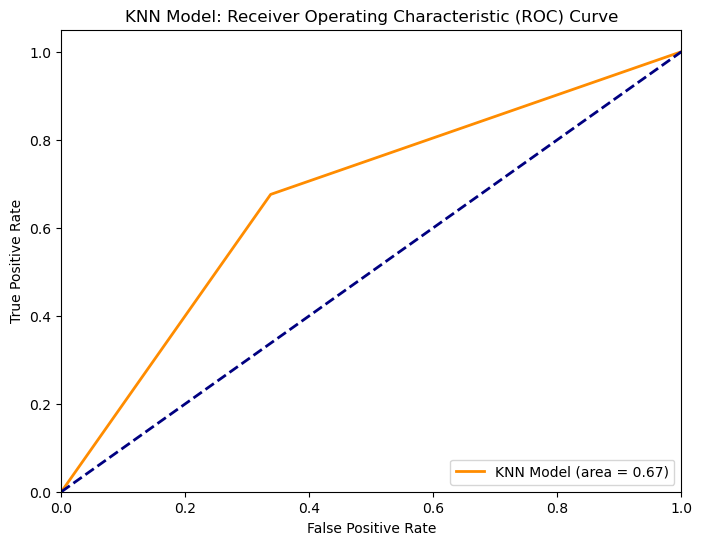 KNN Model: Receiver Operating Characteristic (ROC) Curve
1.0
0.8
0.6
0.4
0.2
0.0
True Positive Rate
KNN Model (area = 0.67)
0.0 0.2 0.4 0.6 0.8 1.0
False Positive Rate